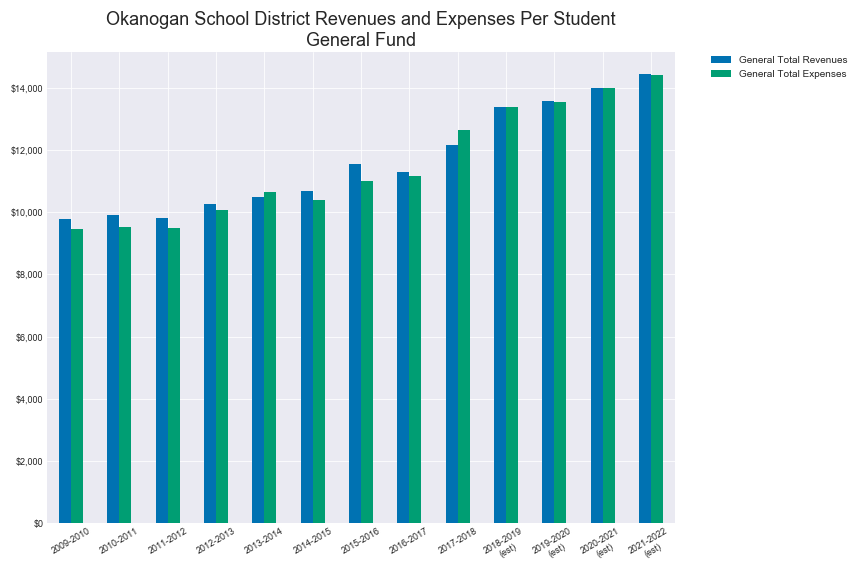 Okanogan School District Revenues and Expenses Per Student
General Fund
General Total Revenues
General Total Expenses
$14,000
$12,000
$10,000
$8,000
$6,000
$4,000
$2,000
$0
2009-2010
2010-2011
2011-2012
2012-2013
2013-2014
2014-2015
2015-2016
2016-2017
2017-2018
2018-2019
(est)
2019-2020
(est)
2020-2021
(est)
2021-2022
(est)